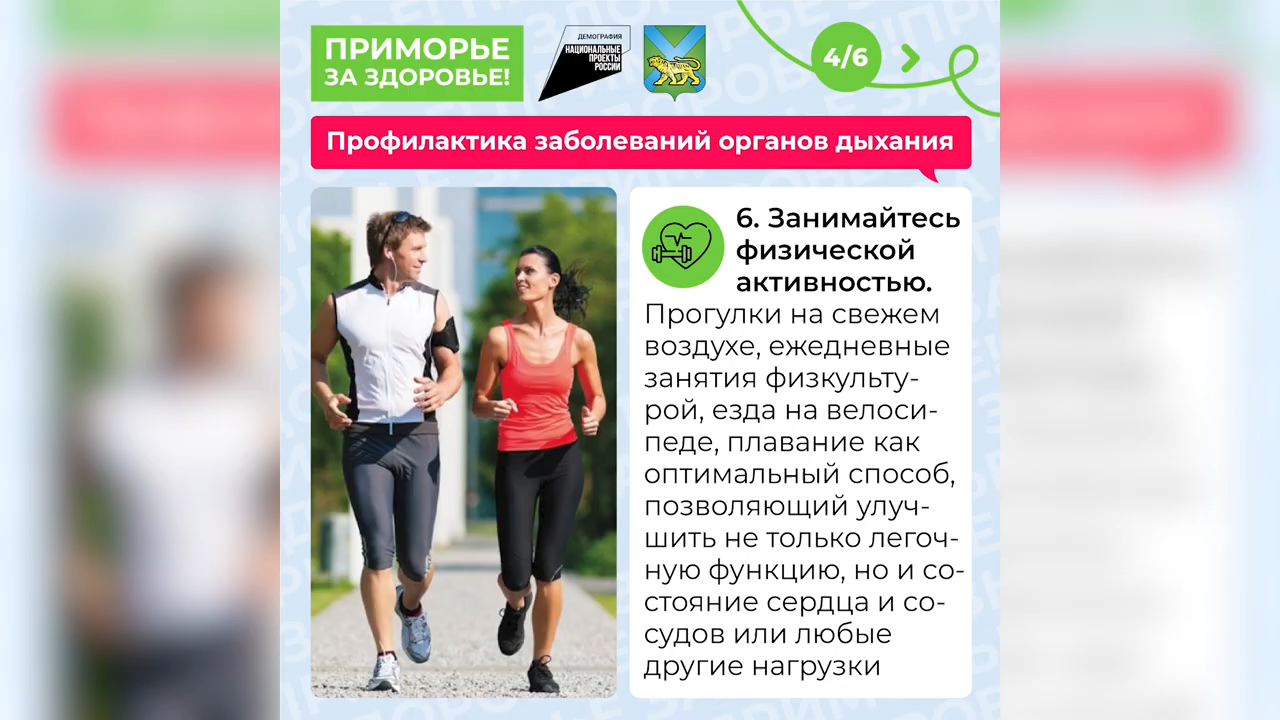 ПРИМОРЬЕ
ЗА ЗДОРОВЬЕ!
ДЕМОГРАФИЯ
НАЦИОНАЛЬНЫЕ
ПРОЕКТЫ
РОССИИ
4/6
Профилактика заболеваний органов дыхания
6. Занимайтесь
физической
активностью.
Прогулки на свежем
воздухе, ежедневные
занятия физкульту-
рой, езда на велоси-
педе, плавание как
оптимальный способ,
позволяющий улуч-
шить не только легоч-
ную функцию, но и со-
стояние сердца и со-
судов или любые
другие нагрузки